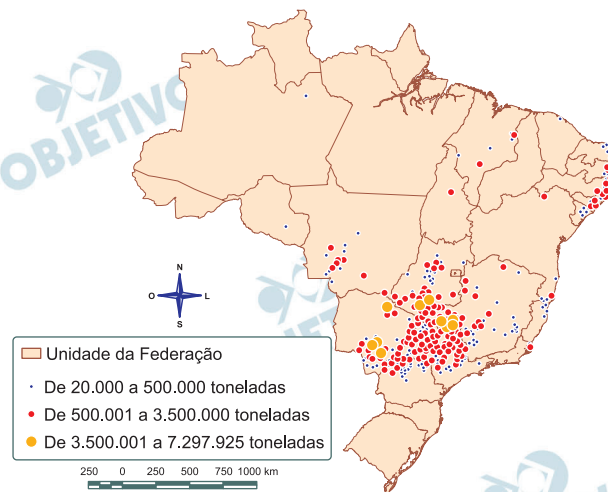 OBJETIVO
OBJETIVO
N
O L
S
Unidade da Federação
De 20.000 a 500.000 toneladas
De 500.001 a 3.500.000 toneladas
De 3.500.001 a 7.297.925 toneladas
250 0 250 500 750 1000 km